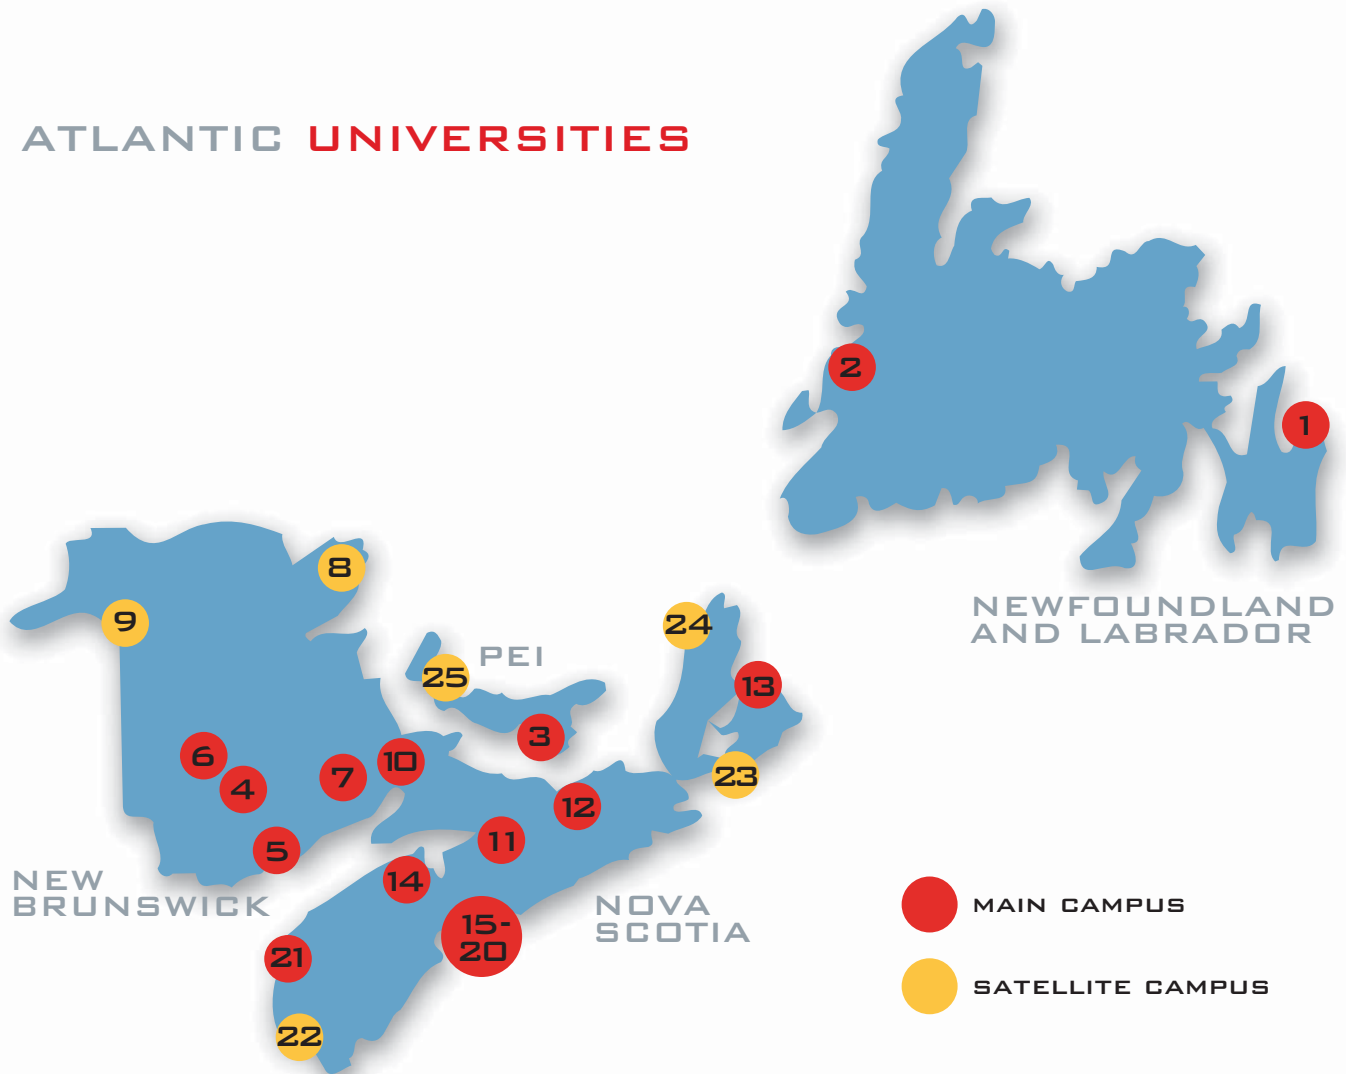 ATLANTIC UNIVERSITIES
2
1
NEWFOUNDLAND
AND LABRADOR
8
9
24
PEI
25
13
3
6
10
7
23
4
12
11
5
14
NEW
BRUNSWICK
NOVA
SCOTIA
15-
20
21
22
MAIN CAMPUS
SATELLITE CAMPUS